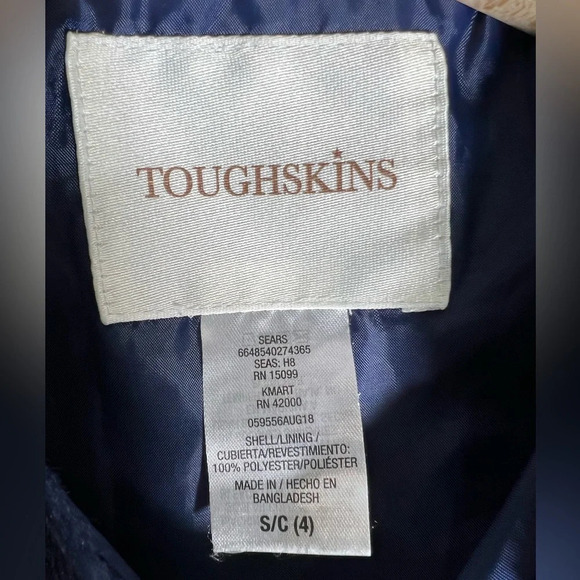 TOUGHSKINS
SEARS
6648540274365
SEAS: H8
RN 15099
KMART
RN 42000
059556AUG18
SHELL/LINING /
CUBIERTA/REVESTIMIENTO:
100% POLYESTER/POLIÉSTER
MADE IN / HECHO EN
BANGLADESH
S/C (4)